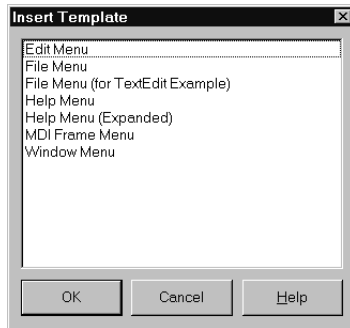 Insert Template
Edit Menu
File Menu
File Menu (for TextEdit Example)
Help Menu
Help Menu (Expanded)
MDI Frame Menu
Window Menu
OK
Cancel
Help